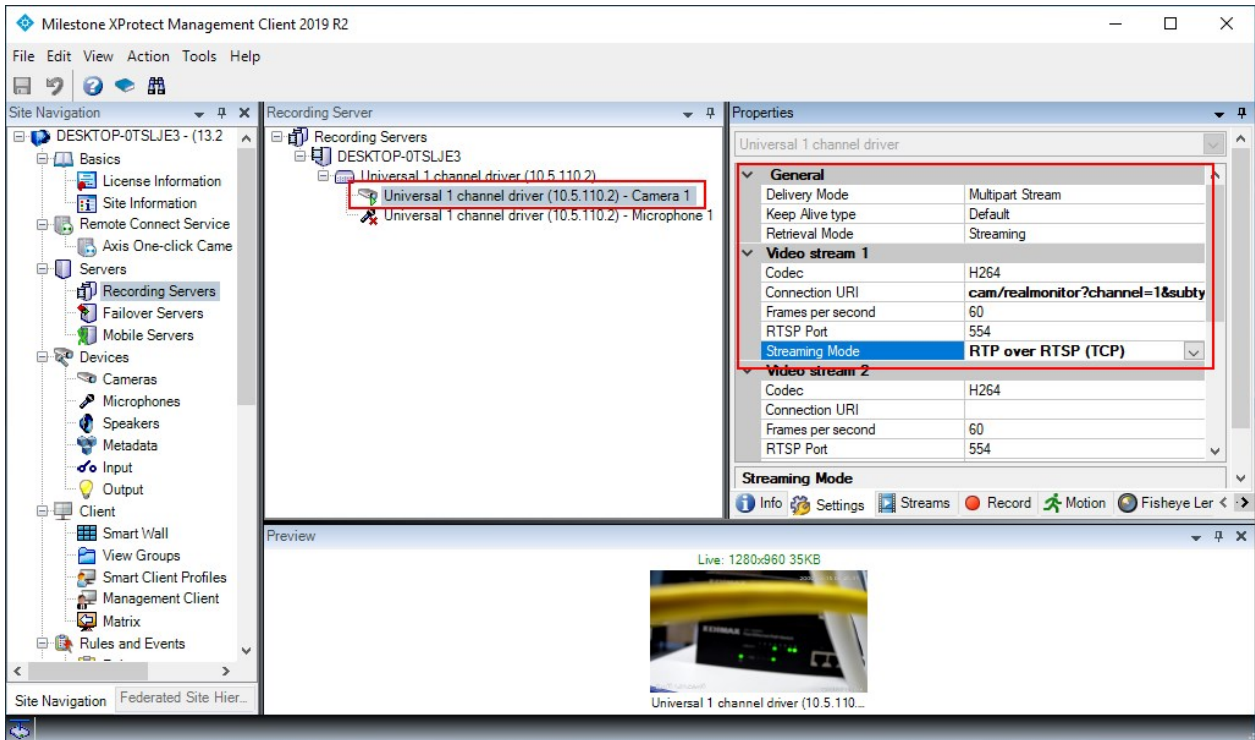 Milestone XProtect Management Client 2019 R2
File Edit View Action Tools Help
Site Navigation
DESKTOP-0TSLJE3 - (13.2
Basics
License Information
Site Information
Remote Connect Service
Axis One-click Came
Servers
Recording Servers
Failover Servers
Mobile Servers
Devices
Cameras
Microphones
Speakers
Metadata
Input
Output
Client
Smart Wall
View Groups
Smart Client Profiles
Management Client
Matrix
Rules and Events
Site Navigation Federated Site Hier...
Recording Server
Recording Servers
DESKTOP-0TSLJE3
Universal 1 channel driver (10.5.110.2)
Universal 1 channel driver (10.5.110.2) - Camera 1
Universal 1 channel driver (10.5.110.2) - Microphone 1
Properties
Universal 1 channel driver
General
Delivery Mode Multipart Stream
Keep Alive type Default
Retrieval Mode Streaming
Video stream 1
Codec H264
Connection URI cam/realmonitor?channel=1&subty
Frames per second 60
RTSP Port 554
Streaming Mode RTP over RTSP (TCP)
Video stream 2
Codec H264
Connection URI
Frames per second 60
RTSP Port 554
Streaming Mode
Info Settings Streams Record Motion Fisheye Ler
Preview
Live: 1280x960 35KB
Universal 1 channel driver (10.5.110...